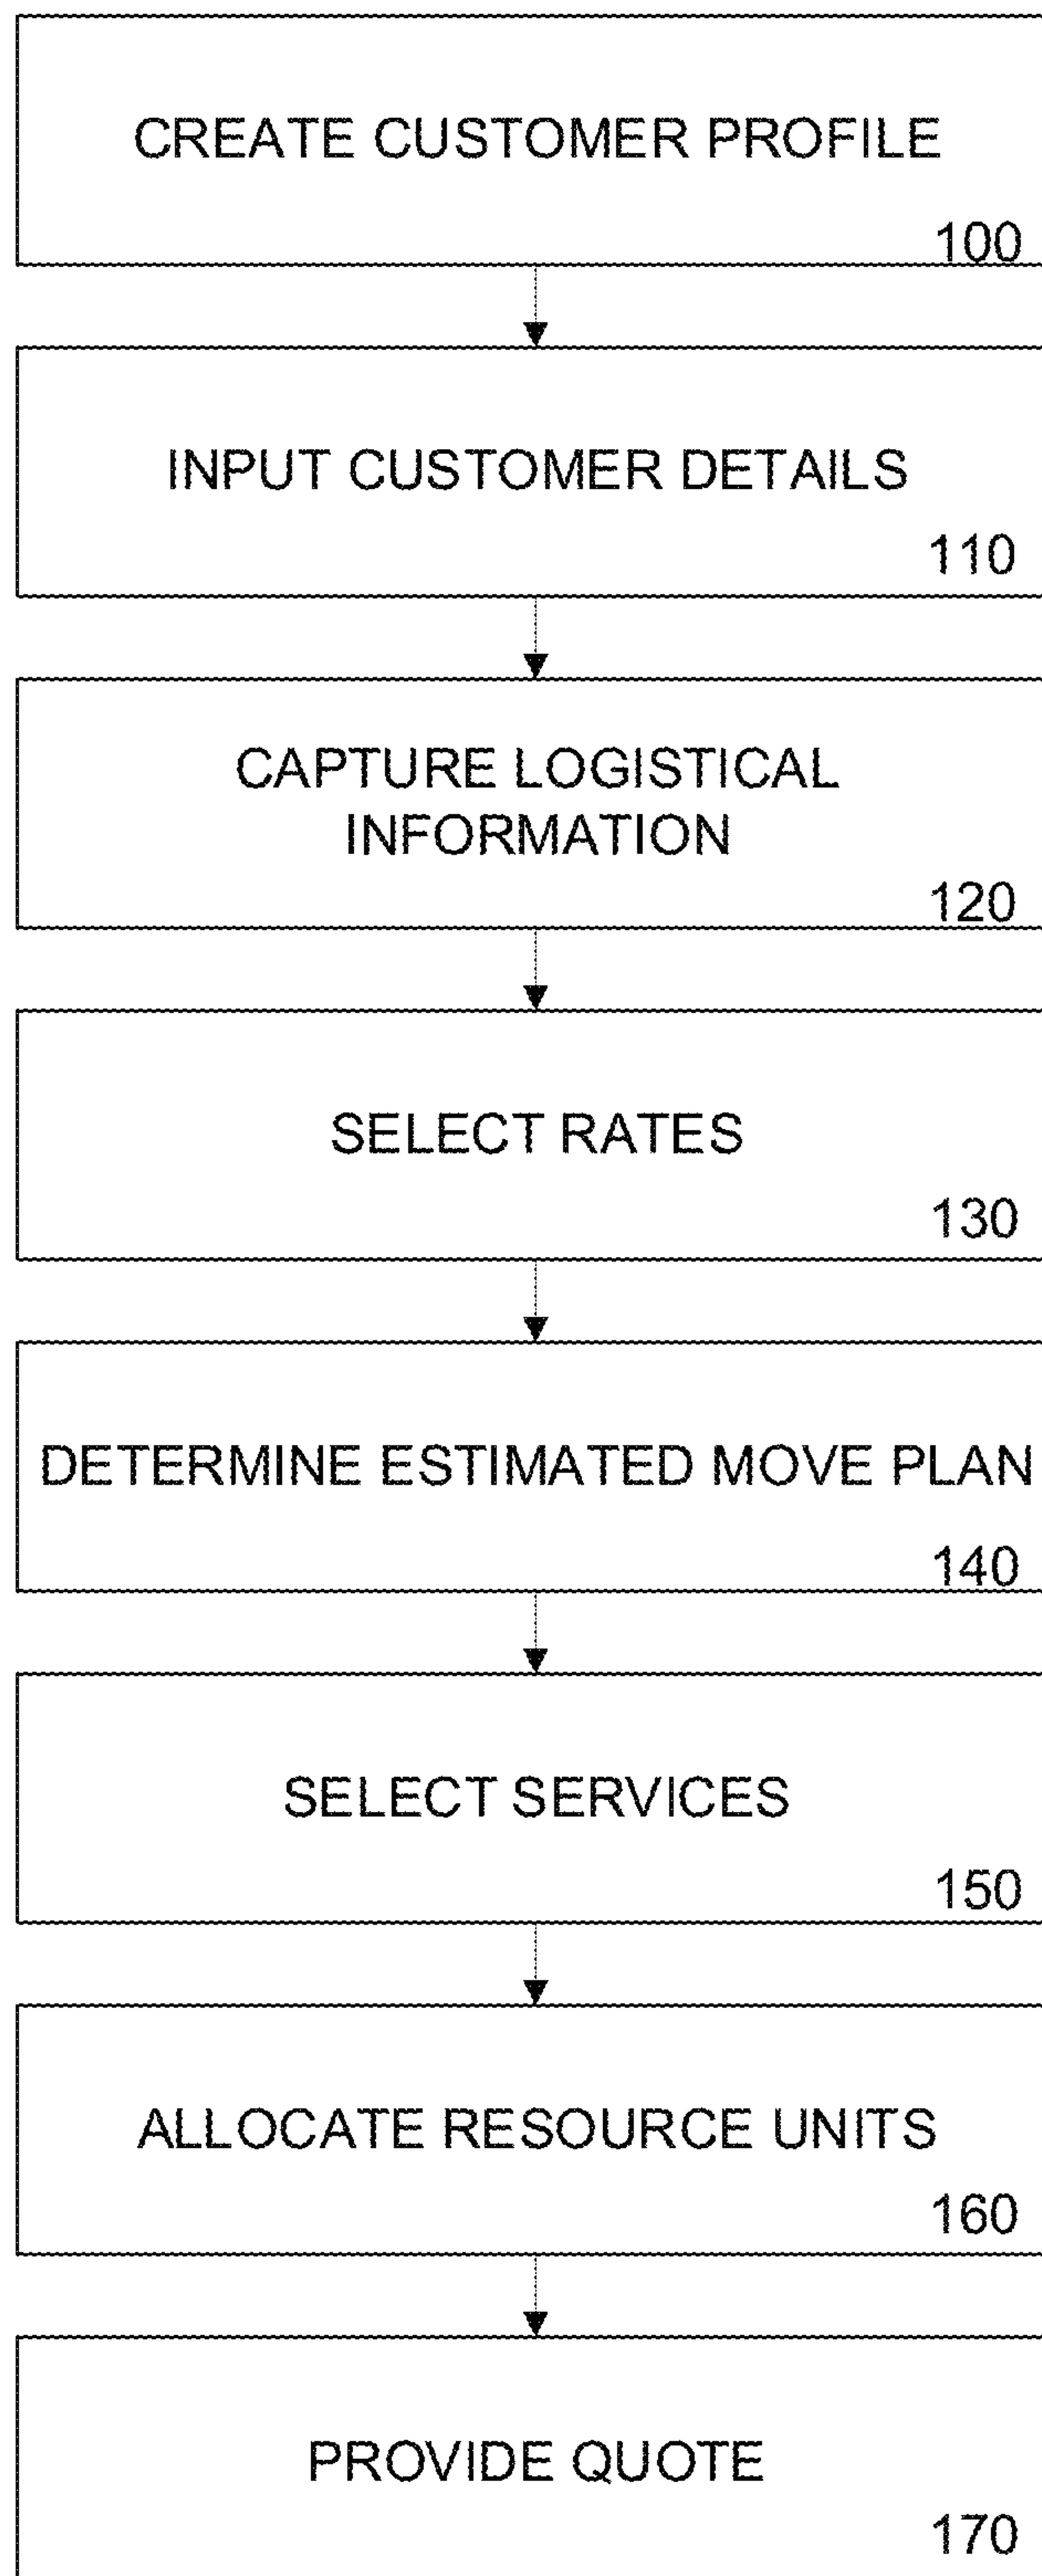 CREATE CUSTOMER PROFILE
100
INPUT CUSTOMER DETAILS
110
CAPTURE LOGISTICAL
INFORMATION
120
SELECT RATES
130
DETERMINE ESTIMATED MOVE PLAN
140
SELECT SERVICES
150
ALLOCATE RESOURCE UNITS
160
PROVIDE QUOTE
170